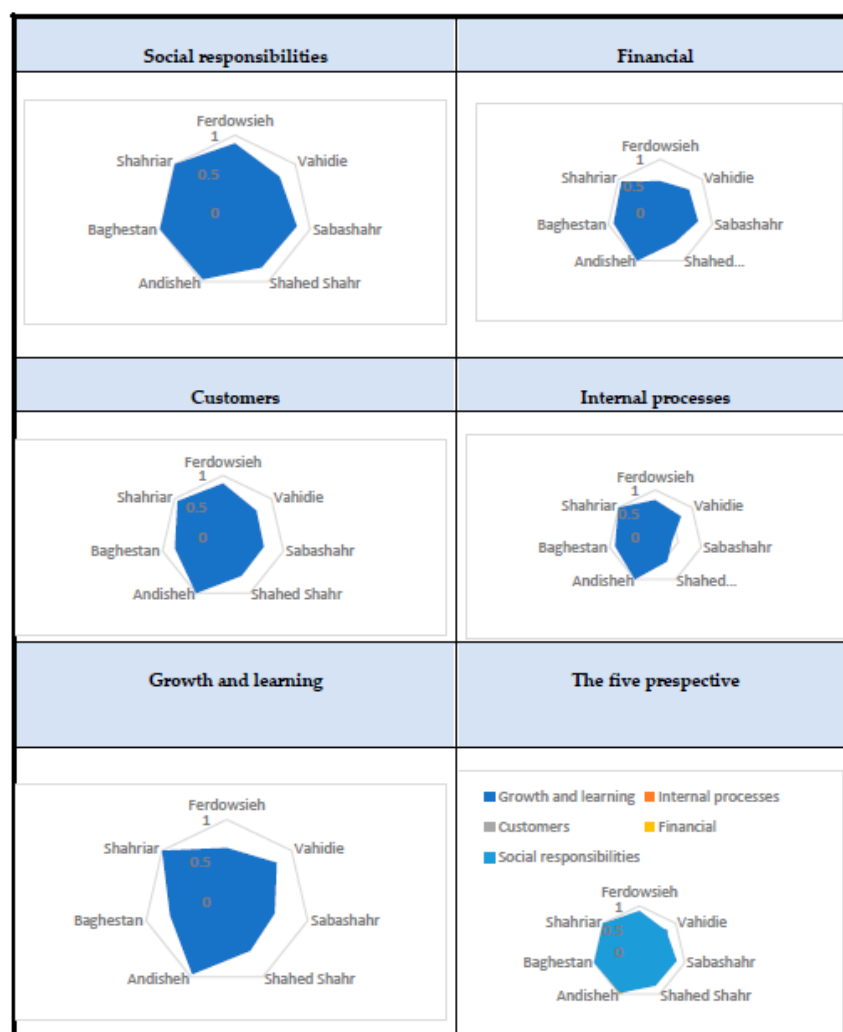 Social responsibilities
Financial
Ferdowsieh
1
Shahriar
Vahidie
0.5
0
Baghestan
Sabashahr
Andisheh
Shahed Shahr
Ferdowsieh
1
Shahriar
Vahidie
0.5
0
Baghestan
Sabashahr
Andisheh
Shahed...
Customers
Internal processes
Ferdowsieh
1
Shahriar
Vahidie
0.5
0
Baghestan
Sabashahr
Andisheh
Shahed Shahr
Ferdowsieh
1
Shahriar
Vahidie
0.5
0
Baghestan
Sabashahr
Andisheh
Shahed...
Growth and learning
The five prespective
Ferdowsieh
1
Shahriar
Vahidie
0.5
0
Baghestan
Sabashahr
Andisheh
Shahed Shahr
Growth and learning
Internal processes
Customers
Financial
Social responsibilities
Ferdowsieh
1
Shahriar
Vahidie
0.5
0
Baghestan
Sabashahr
Andisheh
Shahed Shahr